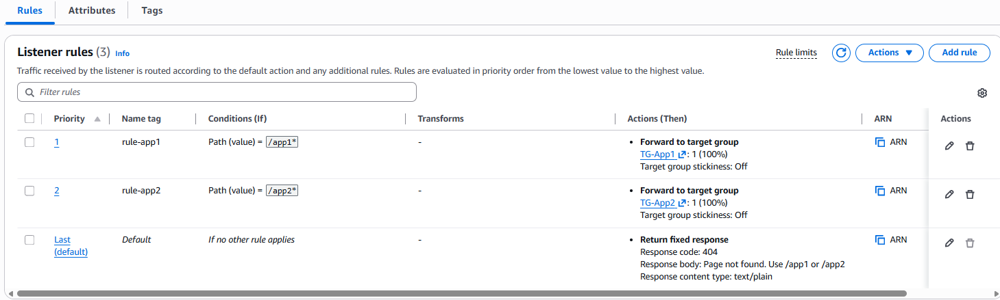 Rules Attributes Tags
Listener rules (3) Info Rule limits Actions Add rule
Traffic received by the listener is routed according to the default action and any additional rules. Rules are evaluated in priority order from the lowest value to the highest value.
Filter rules
Priority Name tag Conditions (If) Transforms Actions (Then) ARN Actions
1 rule-app1 Path (value) = /app1* - • Forward to target group ARN
TG-App1 : 1 (100%)
Target group stickiness: Off
2 rule-app2 Path (value) = /app2* - • Forward to target group ARN
TG-App2 : 1 (100%)
Target group stickiness: Off
Last Default If no other rule applies - • Return fixed response ARN
(default) Response code: 404
Response body: Page not found. Use /app1 or /app2
Response content type: text/plain